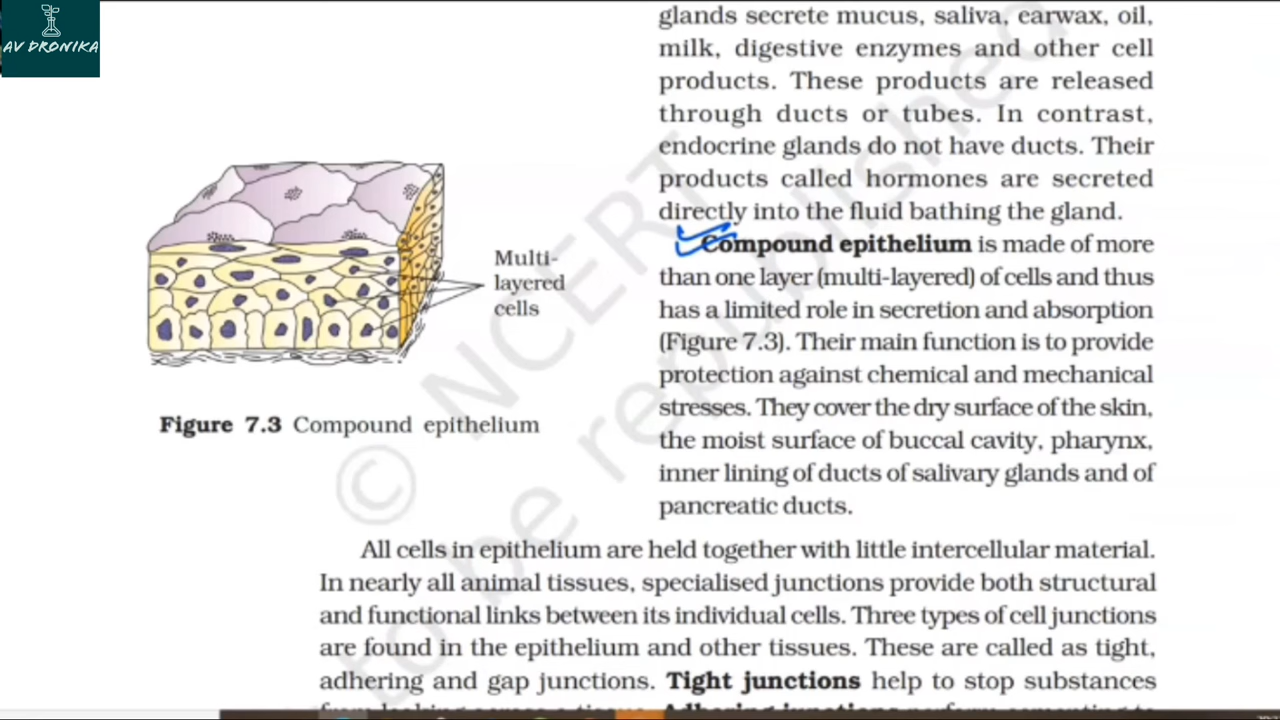 AV DRONIKA
glands secrete mucus, saliva, earwax, oil,
milk, digestive enzymes and other cell
products. These products are released
through ducts or tubes. In contrast,
endocrine glands do not have ducts. Their
products called hormones are secreted
directly into the fluid bathing the gland.
Compound epithelium is made of more
than one layer (multi-layered) of cells and thus
has a limited role in secretion and absorption
(Figure 7.3). Their main function is to provide
protection against chemical and mechanical
stresses. They cover the dry surface of the skin,
the moist surface of buccal cavity, pharynx,
inner lining of ducts of salivary glands and of
pancreatic ducts.
Multi-
layered
cells
Figure 7.3 Compound epithelium
All cells in epithelium are held together with little intercellular material.
In nearly all animal tissues, specialised junctions provide both structural
and functional links between its individual cells. Three types of cell junctions
are found in the epithelium and other tissues. These are called as tight,
adhering and gap junctions. Tight junctions help to stop substances
© NCERT
to be republished